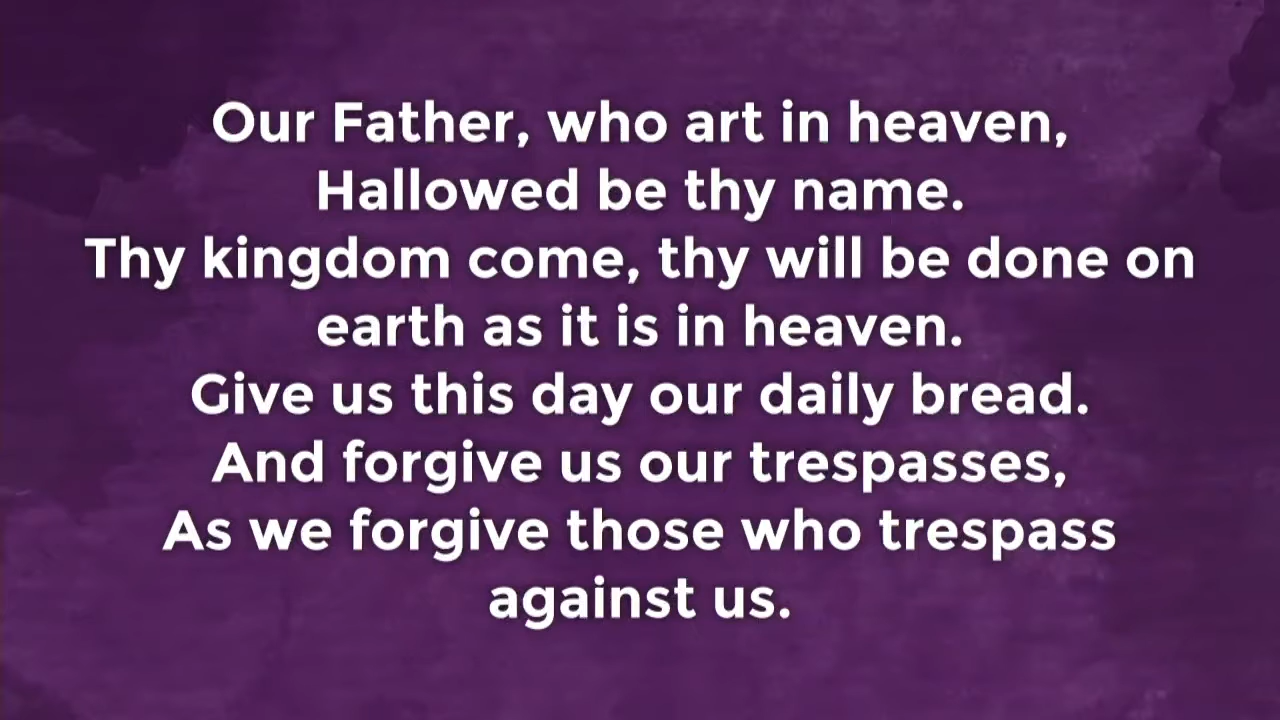 Our Father, who art in heaven,
Hallowed be thy name.
Thy kingdom come, thy will be done on
earth as it is in heaven.
Give us this day our daily bread.
And forgive us our trespasses,
As we forgive those who trespass
against us.